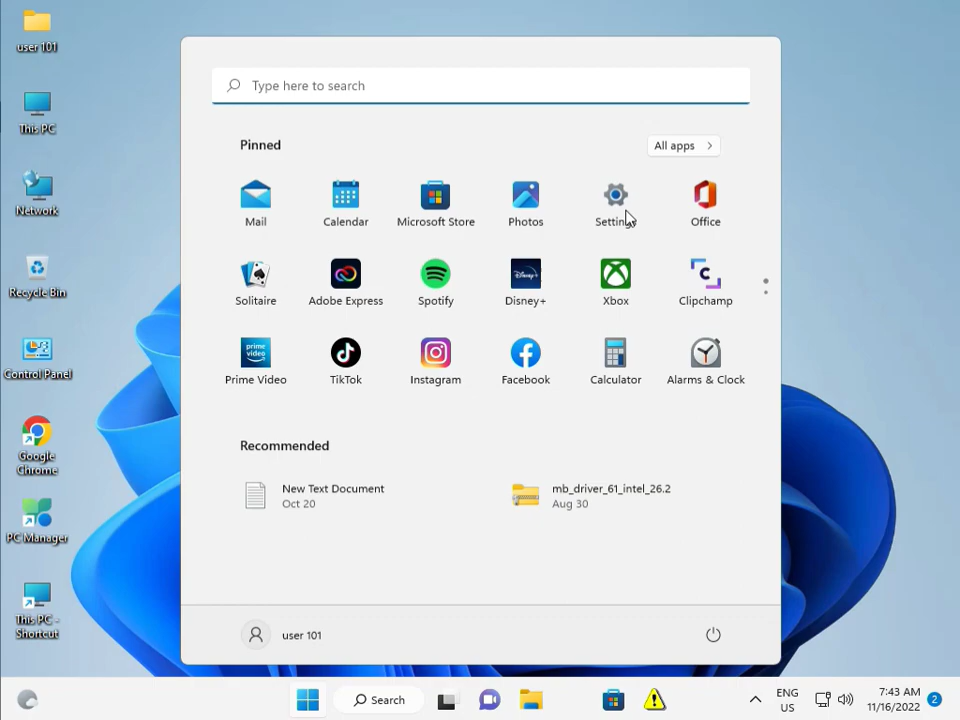 user 101
This PC
Network
Recycle Bin
Control Panel
Google
Chrome
PC Manager
This PC -
Shortcut
Type here to search
Pinned
All apps
Mail
Calendar
Microsoft Store
Photos
Settings
Office
Solitaire
Adobe Express
Spotify
Disney+
Disney+
Xbox
C
Clipchamp
prime
video
Prime Video
TikTok
Instagram
Facebook
Calculator
Alarms & Clock
Recommended
New Text Document
Oct 20
mb_driver_61_intel_26.2
Aug 30
user 101
Search
ENG
US
7:43 AM
11/16/2022
2